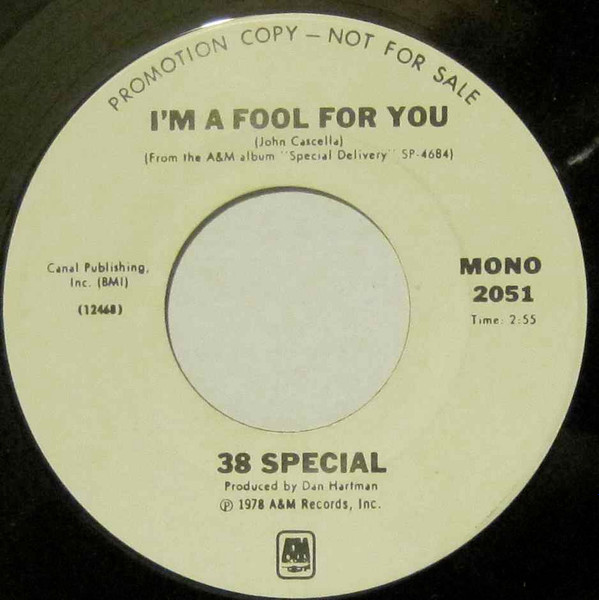 PROMOTION COPY — NOT FOR SALE
I'M A FOOL FOR YOU
(John Cascella)
(From the A&M album "Special Delivery" SP-4684)
Canal Publishing,
Inc. (BMI)
(12468)
MONO
2051
Time: 2:55
38 SPECIAL
Produced by Dan Hartman
℗ 1978 A&M Records, Inc.
A&M